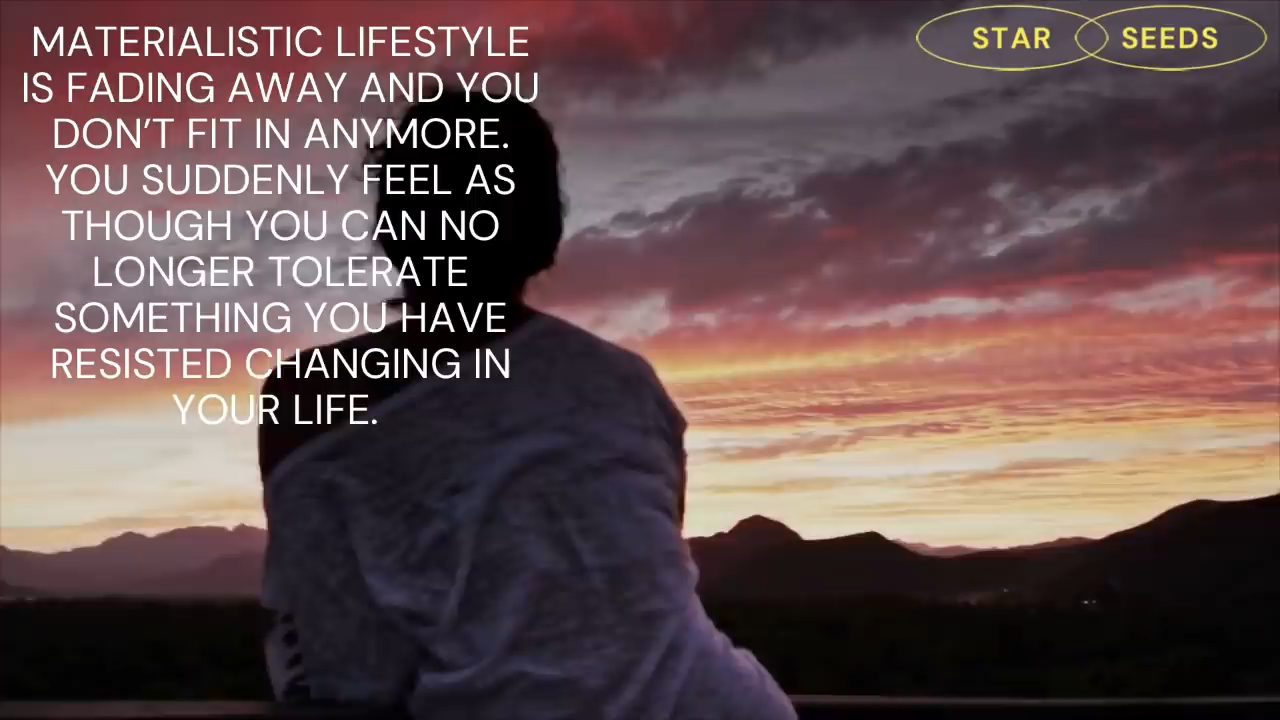 MATERIALISTIC LIFESTYLE
IS FADING AWAY AND YOU
DON’T FIT IN ANYMORE.
YOU SUDDENLY FEEL AS
THOUGH YOU CAN NO
LONGER TOLERATE
SOMETHING YOU HAVE
RESISTED CHANGING IN
YOUR LIFE.
STAR SEEDS